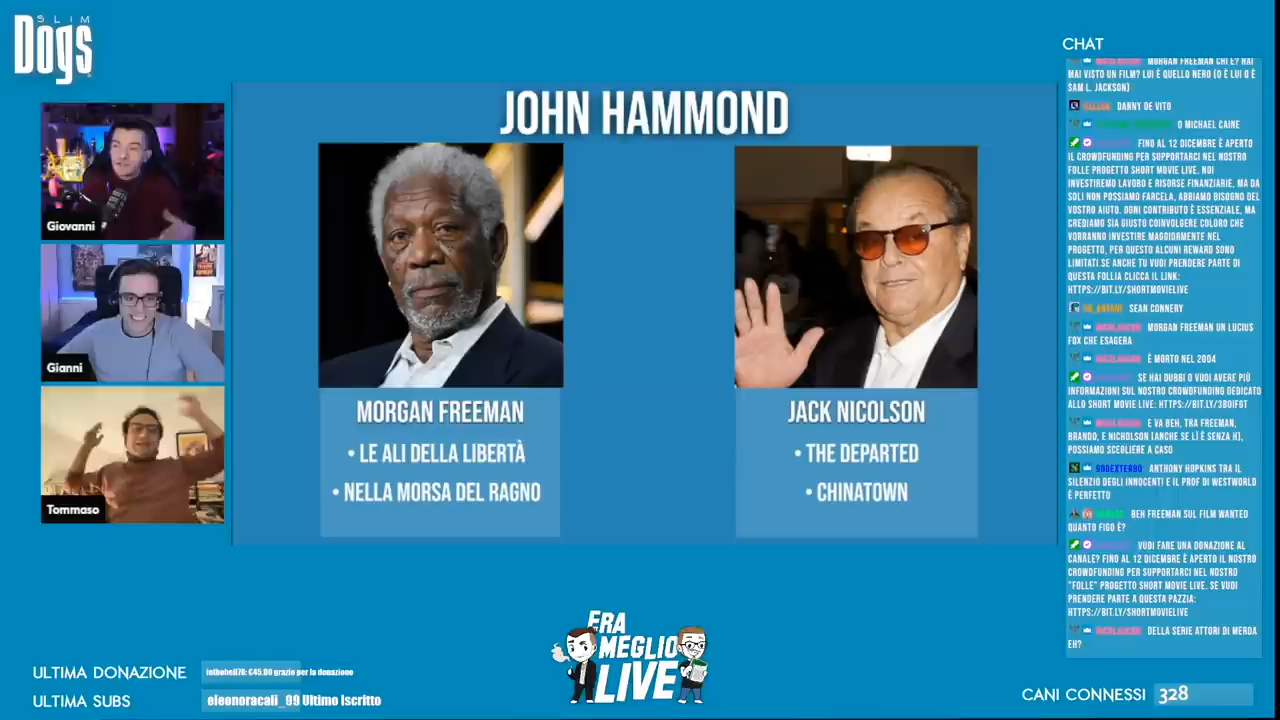 SLIM
Dogs
CHAT
MORGAN FREEMAN CHI? HAI
MAI VISTO UN FILM? LUI È QUELLO NERO (O È LUI O È
SAM L. JACKSON)
DANNY DE VITO
O MICHAEL CAINE
FINO AL 12 DICEMBRE È APERTO
IL CROWDFUNDING PER SUPPORTARCI NEL NOSTRO
FOLLE PROGETTO SHORT MOVIE LIVE. NOI
INVESTIREMO LAVORO E RISORSE FINANZIARIE, MA DA
SOLI NON POSSIAMO FARCELA, ABBIAMO BISOGNO DEL
VOSTRO AIUTO. OGNI CONTRIBUTO È ESSENZIALE, MA
CREDIAMO SIA GIUSTO COINVOLGERE COLORO CHE
VORRANNO INVESTIRE MAGGIORMENTE NEL
PROGETTO, PER QUESTO ALCUNI REWARD SONO
LIMITATI.SE ANCHE TU VUOI PRENDERE PARTE DI
QUESTA FOLLIA CLICCA IL LINK:
HTTPS://BIT.LY/SHORTMOVIELIVE
SEAN CONNERY
MORGAN FREEMAN UN LUCIUS
FOX CHE ESAGERA
È MORTO NEL 2004
SE HAI DUBBI O VUOI AVERE PIÙ
INFORMAZIONI SUL NOSTRO CROWDFUNDING DEDICATO
ALLO SHORT MOVIE LIVE: HTTPS://BIT.LY/3BOIFGT
E VA BEH, TRA FREEMAN,
BRANDO, E NICHOLSON (ANCHE SE LÌ È SENZA H),
POSSIAMO SCEGLIERE A CASO
ANTHONY HOPKINS TRA IL
SILENZIO DEGLI INNOCENTI E IL PROF DI WESTWORLD
È PERFETTO
BEH FREEMAN SUL FILM WANTED
QUANTO FIGO È?
VUOI FARE UNA DONAZIONE AL
CANALE? FINO AL 12 DICEMBRE È APERTO IL NOSTRO
CROWDFUNDING PER SUPPORTARCI NEL NOSTRO
"FOLLE" PROGETTO SHORT MOVIE LIVE. SE VUOI
PRENDERE PARTE A QUESTA PAZZIA:
HTTPS://BIT.LY/SHORTMOVIELIVE
DELLA SERIE ATTORI DI MERDA
EH?
JOHN HAMMOND
Giovanni
Gianni
Tommaso
MORGAN FREEMAN
• LE ALI DELLA LIBERTÀ
• NELLA MORSA DEL RAGNO
JACK NICOLSON
• THE DEPARTED
• CHINATOWN
ERA
MEGLIO
LIVE
ULTIMA DONAZIONE
€45.00 grazie per la donazione
ULTIMA SUBS
eleonoracali_99 Ultimo Iscritto
CANI CONNESSI 328